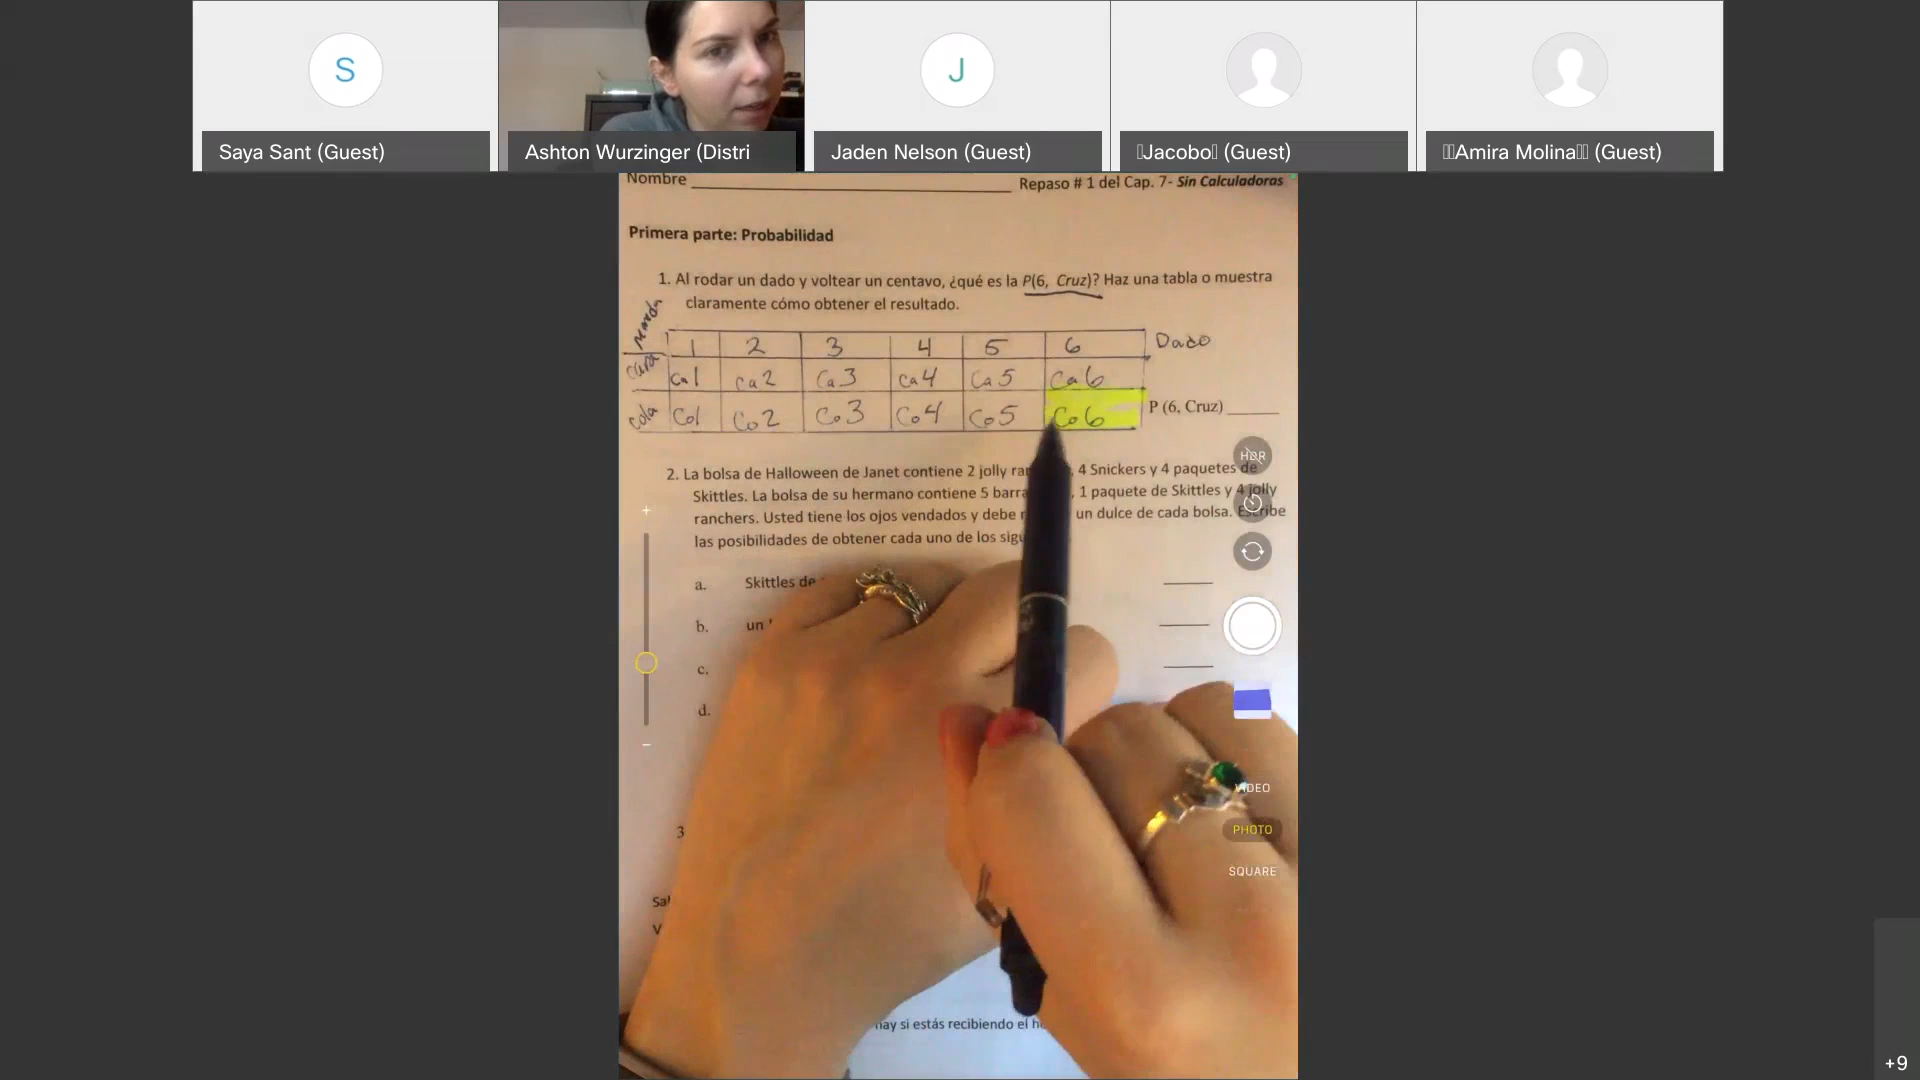 Saya Sant (Guest)
Ashton Wurzinger (Distri
Jaden Nelson (Guest)
Jacobo (Guest)
Amira Molina (Guest)
S
J
Nombre
Repaso # 1 del Cap. 7- Sin Calculadoras
Primera parte: Probabilidad
1. Al rodar un dado y voltear un centavo, ¿qué es la P(6, Cruz)? Haz una tabla o muestra
claramente cómo obtener el resultado.
1 2 3 4 5 6 Dado
cara Ca1 Ca2 Ca3 Ca4 Ca5 Ca6
cola Co1 Co2 Co3 Co4 Co5 Co6
P (6, Cruz)
2. La bolsa de Halloween de Janet contiene 2 jolly , 4 Snickers y 4 paquetes de
Skittles. La bolsa de su hermano contiene 5 , 1 paquete de Skittles y 4 jolly
ranchers. Usted tiene los ojos vendados y debe un dulce de cada bolsa. Escribe
las posibilidades de obtener cada uno de los
a. Skittles de
b. un
c.
d.
3
hay si estás recibiendo el
HDR
VIDEO
PHOTO
SQUARE
+9